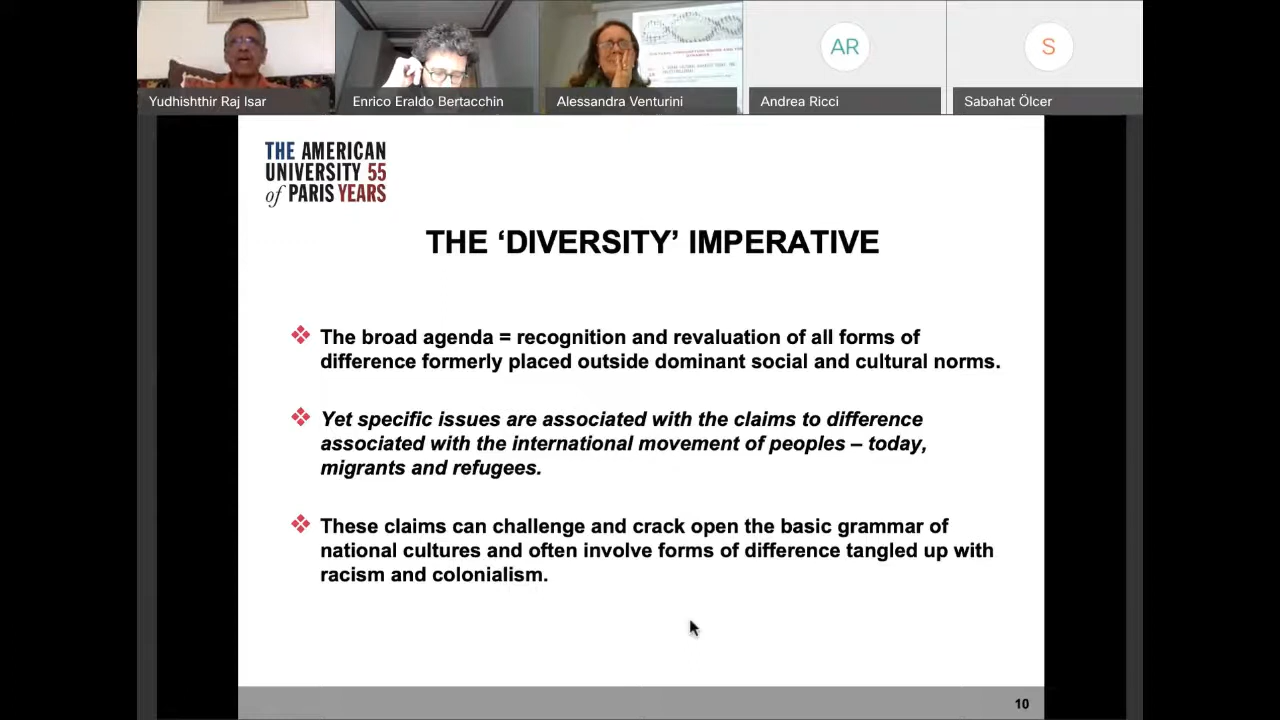 Yudhishthir Raj Isar
Enrico Eraldo Bertacchin
Alessandra Venturini
AR
Andrea Ricci
S
Sabahat Ölcer
THE AMERICAN
UNIVERSITY 55
of PARIS YEARS
THE ‘DIVERSITY’ IMPERATIVE
The broad agenda = recognition and revaluation of all forms of
difference formerly placed outside dominant social and cultural norms.
Yet specific issues are associated with the claims to difference
associated with the international movement of peoples – today,
migrants and refugees.
These claims can challenge and crack open the basic grammar of
national cultures and often involve forms of difference tangled up with
racism and colonialism.
10